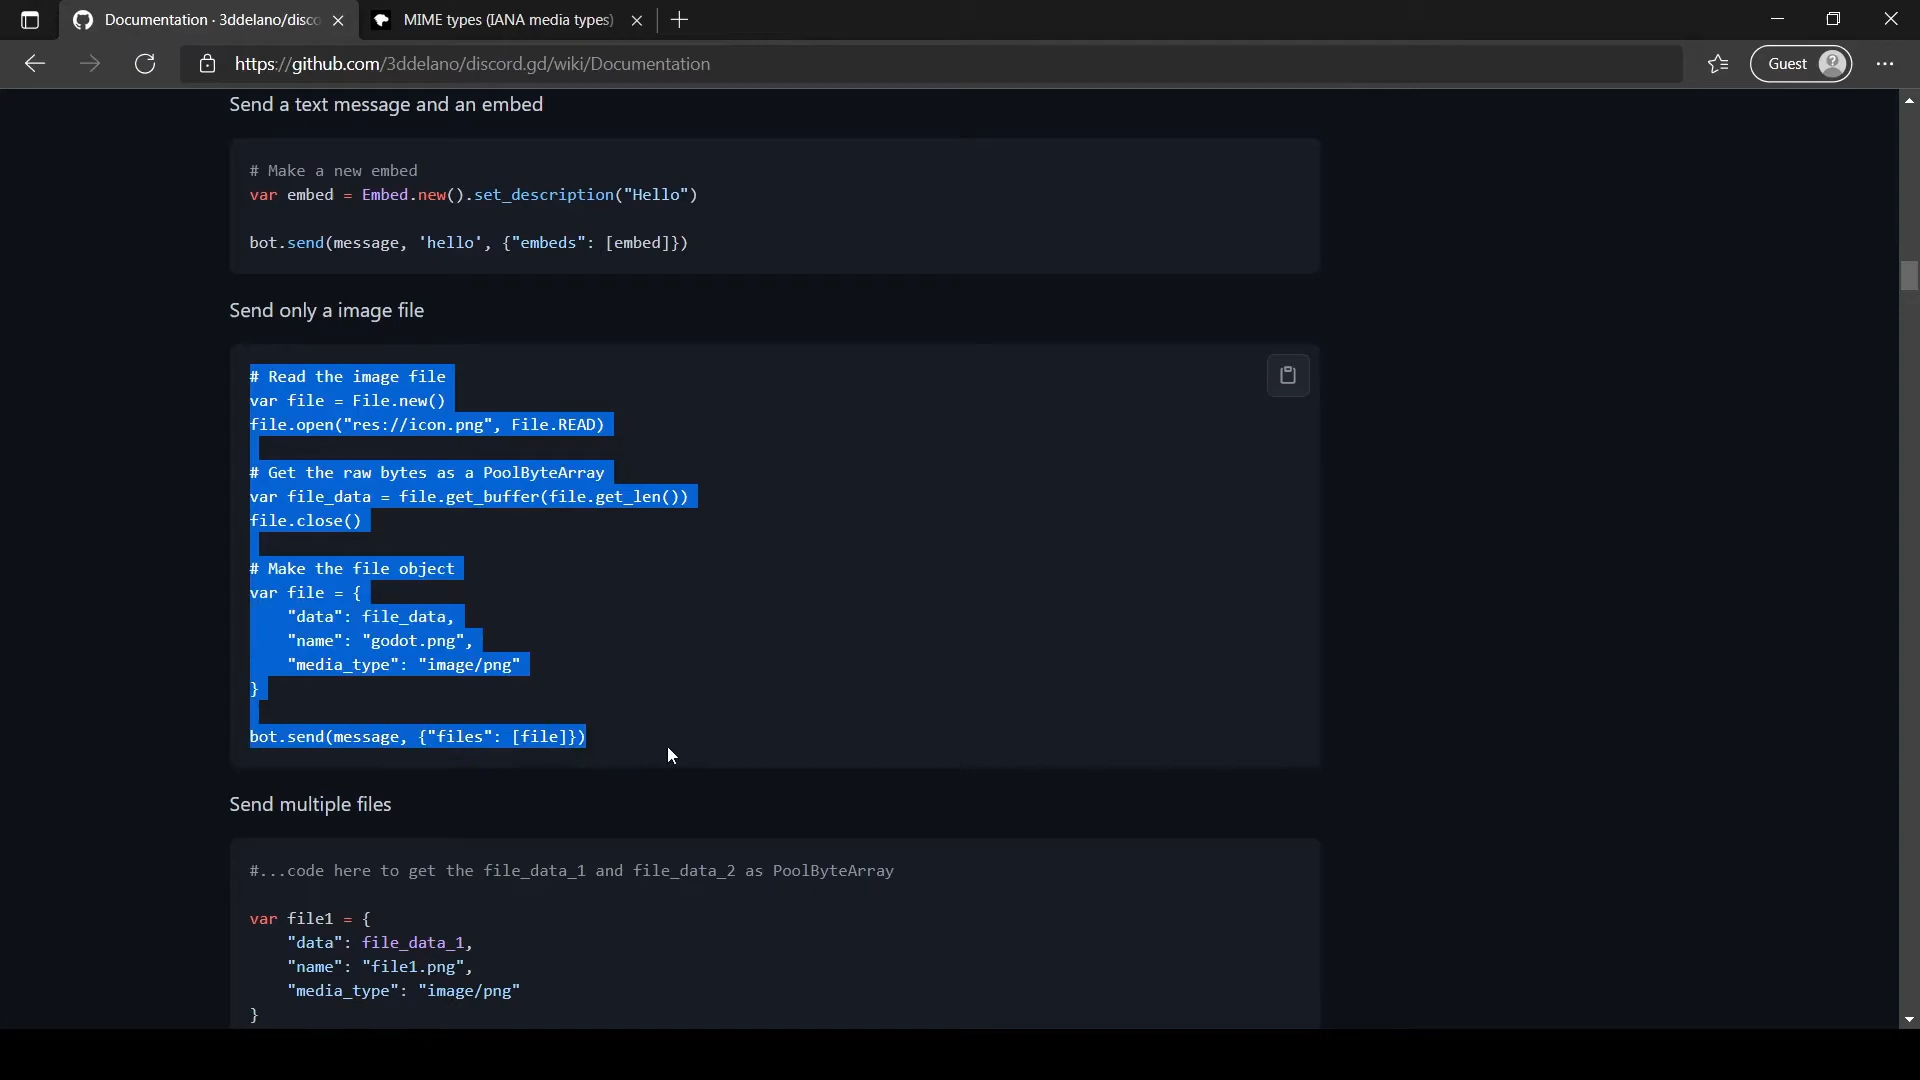 Documentation · 3ddelano/disco
MIME types (IANA media types)
https://github.com/3ddelano/discord.gd/wiki/Documentation
Guest
Send a text message and an embed
# Make a new embed
var embed = Embed.new().set_description("Hello")
bot.send(message, 'hello', {"embeds": [embed]})
Send only a image file
# Read the image file
var file = File.new()
file.open("res://icon.png", File.READ)
# Get the raw bytes as a PoolByteArray
var file_data = file.get_buffer(file.get_len())
file.close()
# Make the file object
var file = {
    "data": file_data,
    "name": "godot.png",
    "media_type": "image/png"
}
bot.send(message, {"files": [file]})
Send multiple files
#...code here to get the file_data_1 and file_data_2 as PoolByteArray
var file1 = {
    "data": file_data_1,
    "name": "file1.png",
    "media_type": "image/png"
}